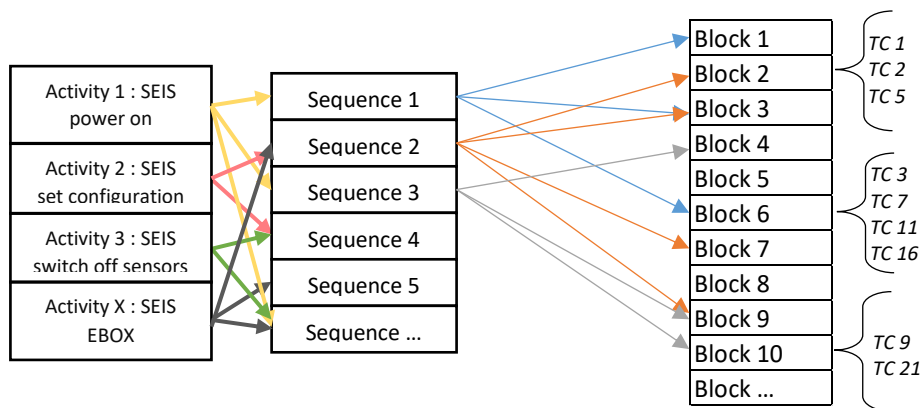 Activity 1 : SEIS
power on
Activity 2 : SEIS
set configuration
Activity 3 : SEIS
switch off sensors
Activity X : SEIS
EBOX
Sequence 1
Sequence 2
Sequence 3
Sequence 4
Sequence 5
Sequence ...
Block 1
Block 2
Block 3
Block 4
Block 5
Block 6
Block 7
Block 8
Block 9
Block 10
Block ...
TC 1
TC 2
TC 5
TC 3
TC 7
TC 11
TC 16
TC 9
TC 21